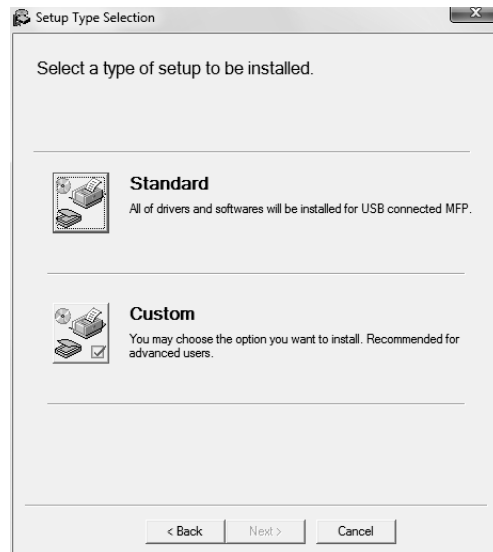 Setup Type Selection
Select a type of setup to be installed.
Standard
All of drivers and softwares will be installed for USB connected MFP.
Custom
You may choose the option you want to install. Recommended for
advanced users.
< Back
Next >
Cancel